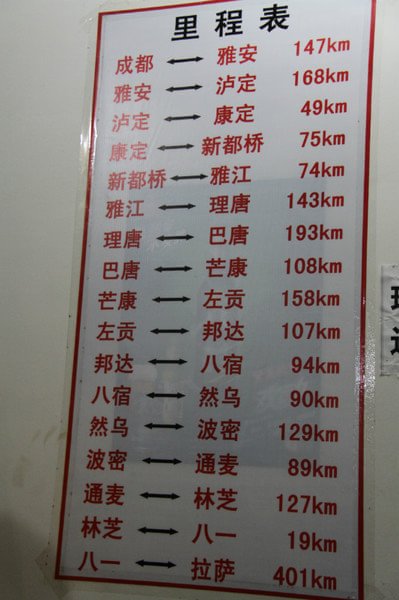 里程表
成都 ↔ 雅安 147km
雅安 ↔ 泸定 168km
泸定 ↔ 康定 49km
康定 ↔ 新都桥 75km
新都桥 ↔ 雅江 74km
雅江 ↔ 理唐 143km
理唐 ↔ 巴唐 193km
巴唐 ↔ 芒康 108km
芒康 ↔ 左贡 158km
左贡 ↔ 邦达 107km
邦达 ↔ 八宿 94km
八宿 ↔ 然乌 90km
然乌 ↔ 波密 129km
波密 ↔ 通麦 89km
通麦 ↔ 林芝 127km
林芝 ↔ 八一 19km
八一 ↔ 拉萨 401km